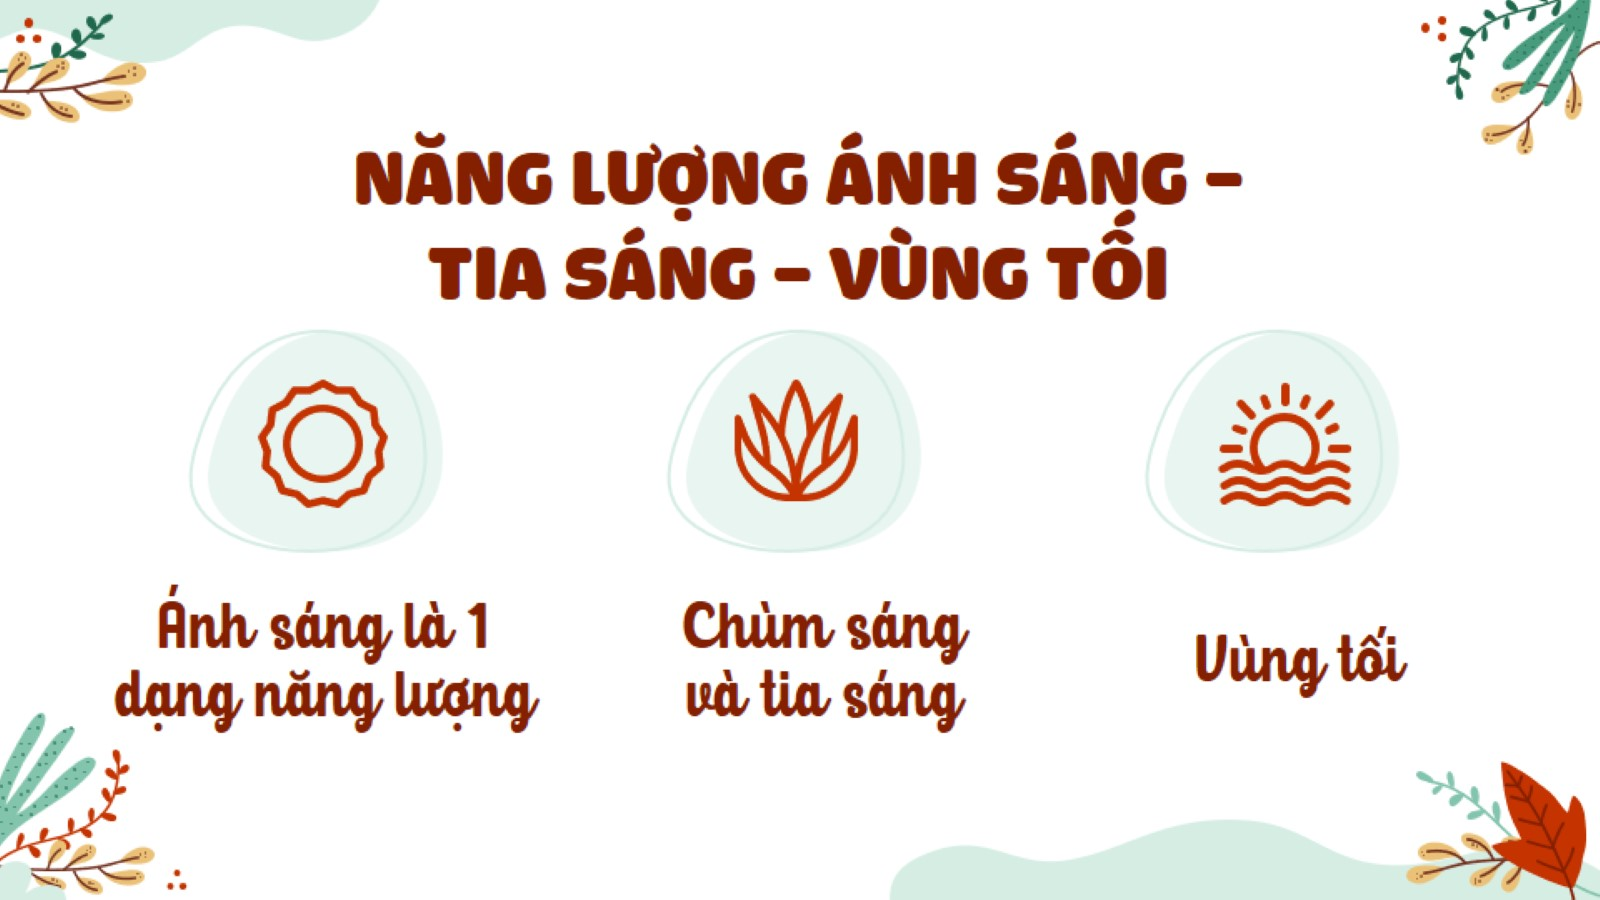 NĂNG LƯỢNG ÁNH SÁNG –
TIA SÁNG – VÙNG TỐI
Ánh sáng là 1
dạng năng lượng
Chùm sáng
và tia sáng
Vùng tối